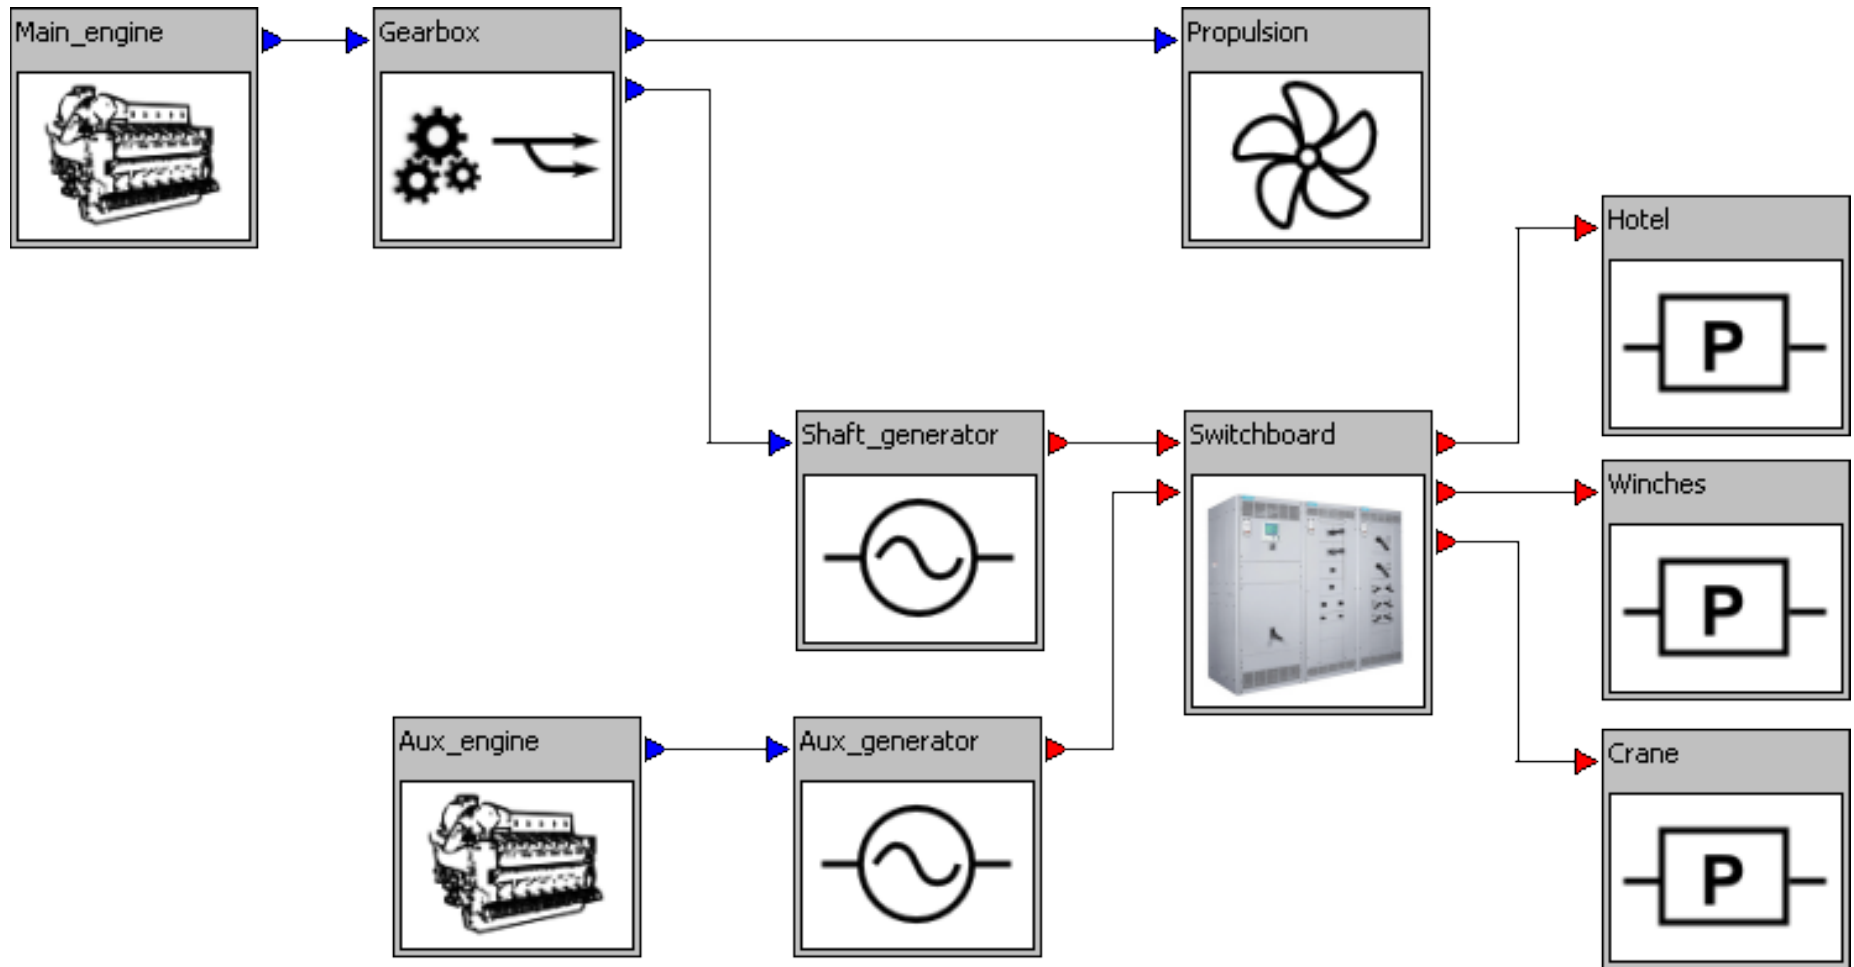 Main_engine
Gearbox
Propulsion
Hotel
P
Shaft_generator
Switchboard
Winches
P
Aux_engine
Aux_generator
Crane
P